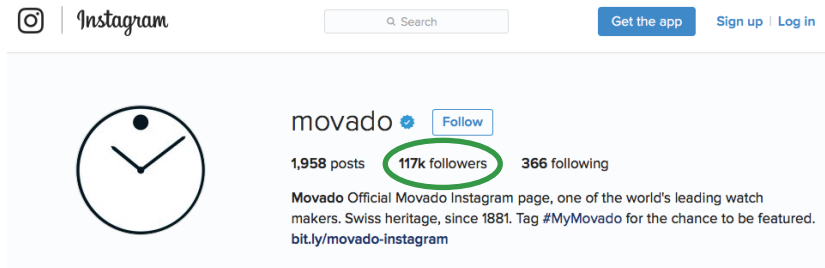 Instagram Search Get the app Sign up | Log in
movado Follow
1,958 posts 117k followers 366 following
Movado Official Movado Instagram page, one of the world's leading watch
makers. Swiss heritage, since 1881. Tag #MyMovado for the chance to be featured.
bit.ly/movado-instagram